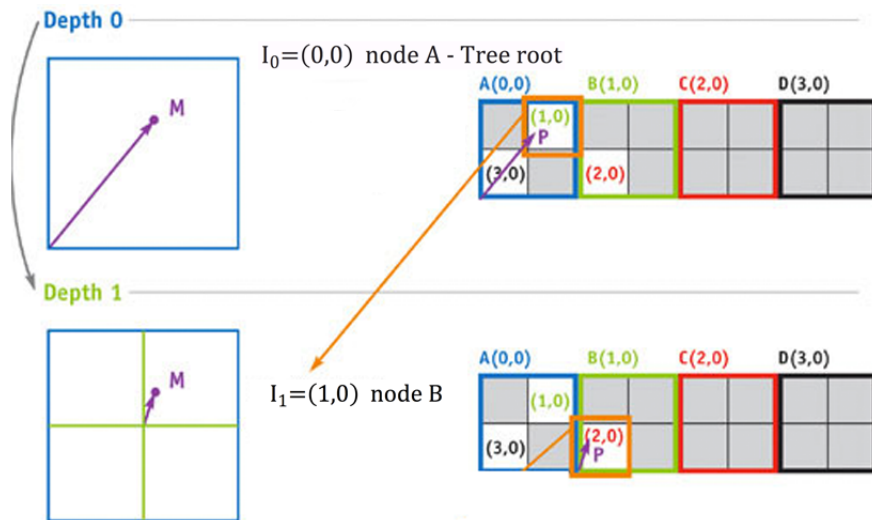 Depth 0
I₀=(0,0) node A - Tree root
M
A(0,0) B(1,0) C(2,0) D(3,0)
(1,0)
P
(3,0) (2,0)
Depth 1
M
I₁=(1,0) node B
A(0,0) B(1,0) C(2,0) D(3,0)
(1,0)
(3,0) (2,0)
P